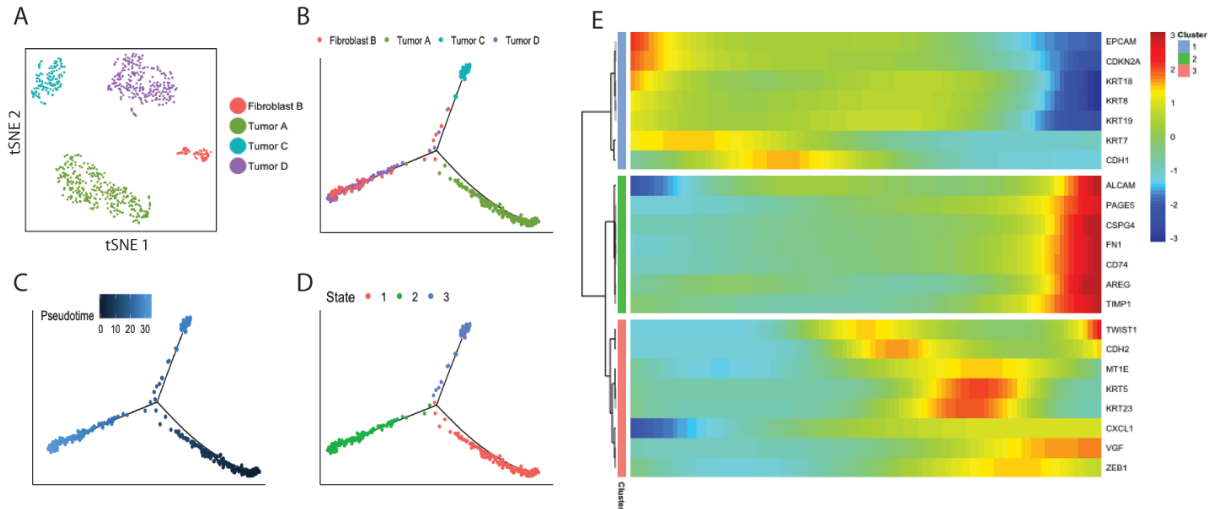 A
tSNE 2
tSNE 1
Fibroblast B
Tumor A
Tumor C
Tumor D
B
Fibroblast B Tumor A Tumor C Tumor D
C
Pseudotime
0 10 20 30
D
State 1 2 3
E
EPCAM
CDKN2A
KRT18
KRT8
KRT19
KRT7
CDH1
ALCAM
PAGE5
CSPG4
FN1
CD74
AREG
TIMP1
TWIST1
CDH2
MT1E
KRT5
KRT23
CXCL1
VGF
ZEB1
Cluster
3
2
1
0
-1
-2
-3
Cluster
1
2
3